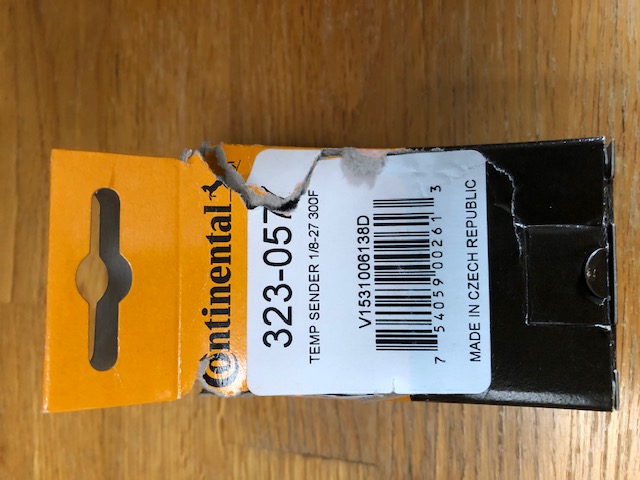 Continental
323-057
TEMP SENDER 1/8-27 300F
V1531006138D
7 54059 00261 3
MADE IN CZECH REPUBLIC